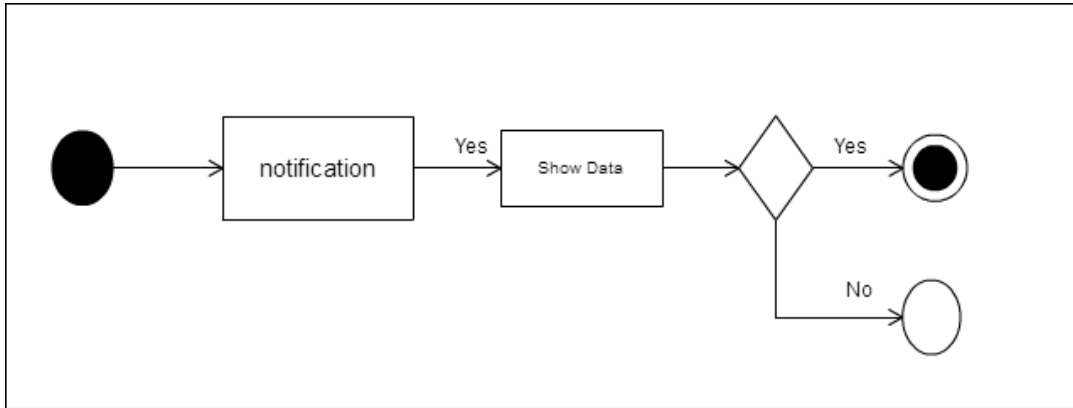 notification
Yes
Show Data
Yes
No